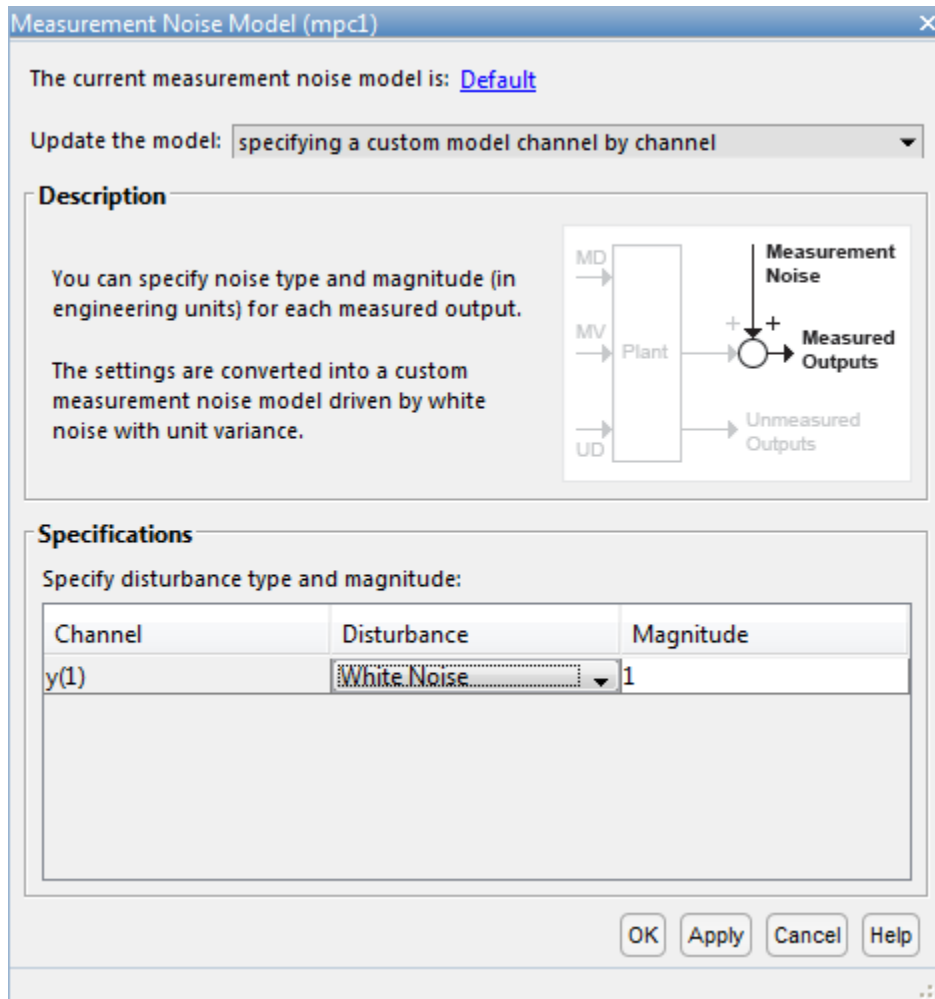 Measurement Noise Model (mpc1)
The current measurement noise model is: Default
Update the model: specifying a custom model channel by channel
Description
You can specify noise type and magnitude (in
engineering units) for each measured output.
The settings are converted into a custom
measurement noise model driven by white
noise with unit variance.
MD
MV
UD
Plant
Measurement
Noise
+
+
Measured
Outputs
Unmeasured
Outputs
Specifications
Specify disturbance type and magnitude:
Channel Disturbance Magnitude
y(1) White Noise 1
OK Apply Cancel Help